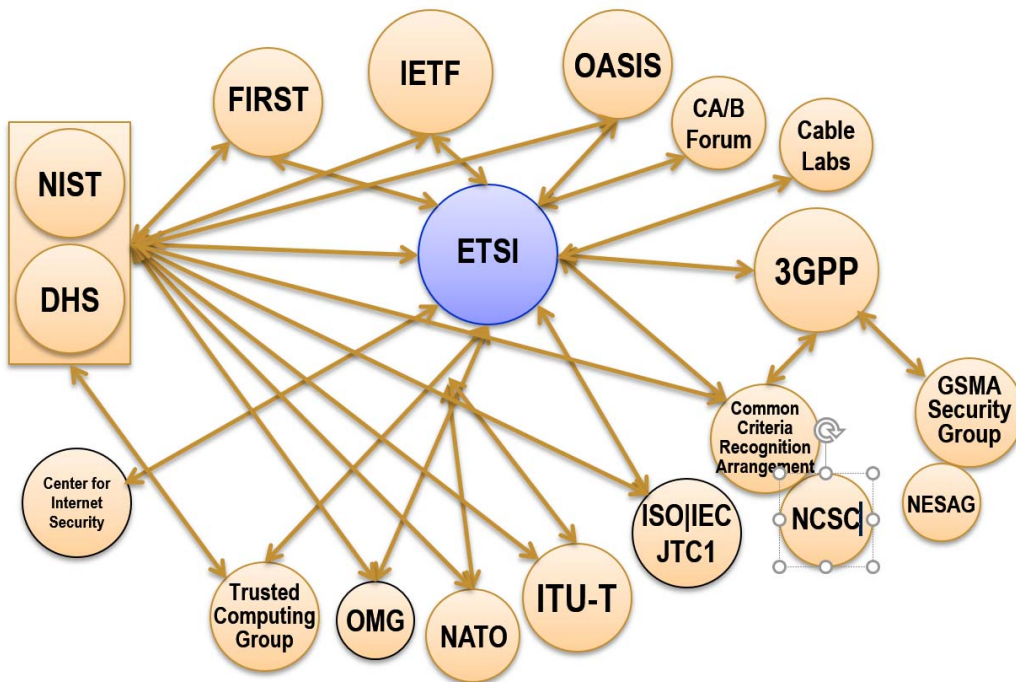 FIRST
IETF
OASIS
CA/B
Forum
Cable
Labs
NIST
DHS
ETSI
3GPP
GSMA
Security
Group
NESAG
Common
Criteria
Recognition
Arrangement
NCSC
Center for
Internet
Security
ISO|IEC
JTC1
Trusted
Computing
Group
OMG
NATO
ITU-T